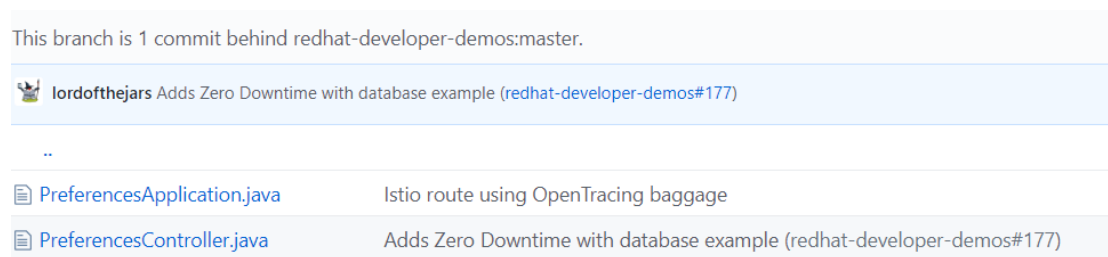 This branch is 1 commit behind redhat-developer-demos:master.
lordofthejars Adds Zero Downtime with database example (redhat-developer-demos#177)
..
PreferencesApplication.java Istio route using OpenTracing baggage
PreferencesController.java Adds Zero Downtime with database example (redhat-developer-demos#177)